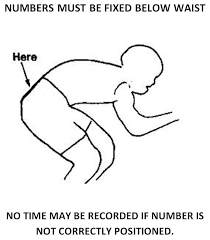 NUMBERS MUST BE FIXED BELOW WAIST
Here
NO TIME MAY BE RECORDED IF NUMBER IS
NOT CORRECTLY POSITIONED.